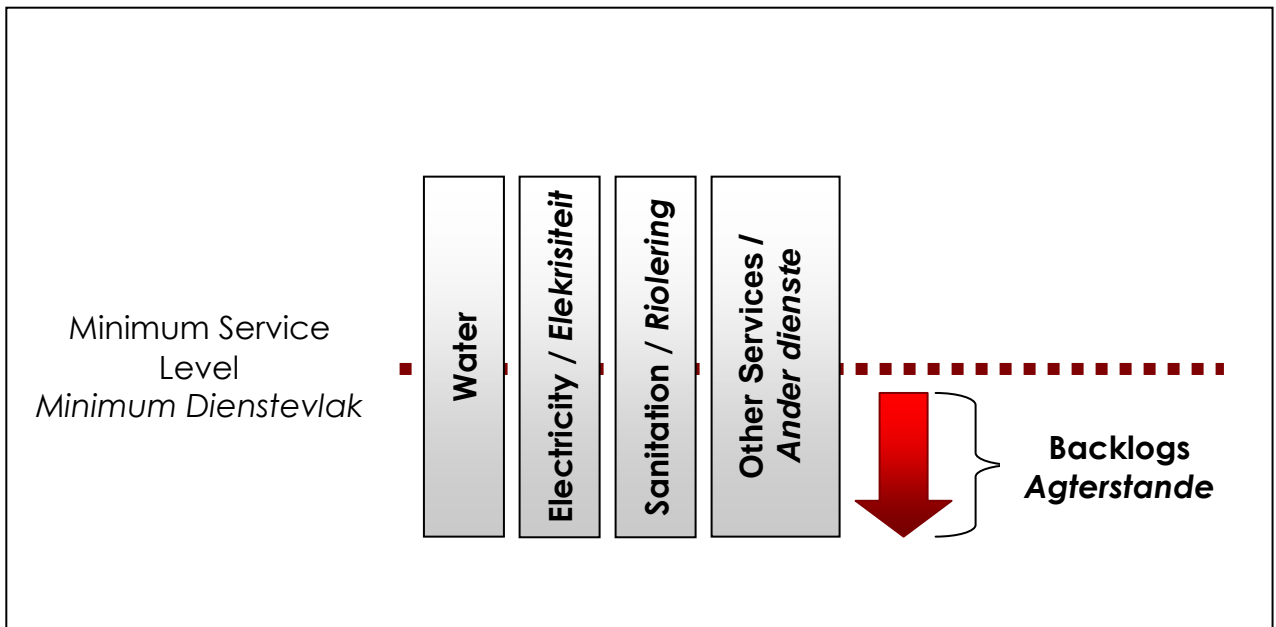 Minimum Service
Level
Minimum Dienstevlak
Water
Electricity / Elekrisiteit
Sanitation / Riolering
Other Services /
Ander dienste
Backlogs
Agterstande